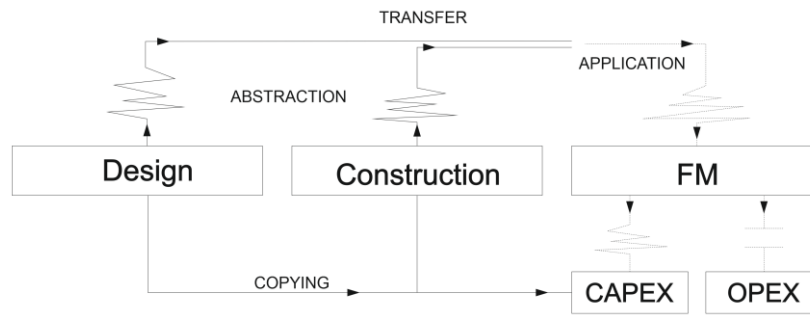 TRANSFER
APPLICATION
ABSTRACTION
Design
Construction
FM
COPYING
CAPEX
OPEX